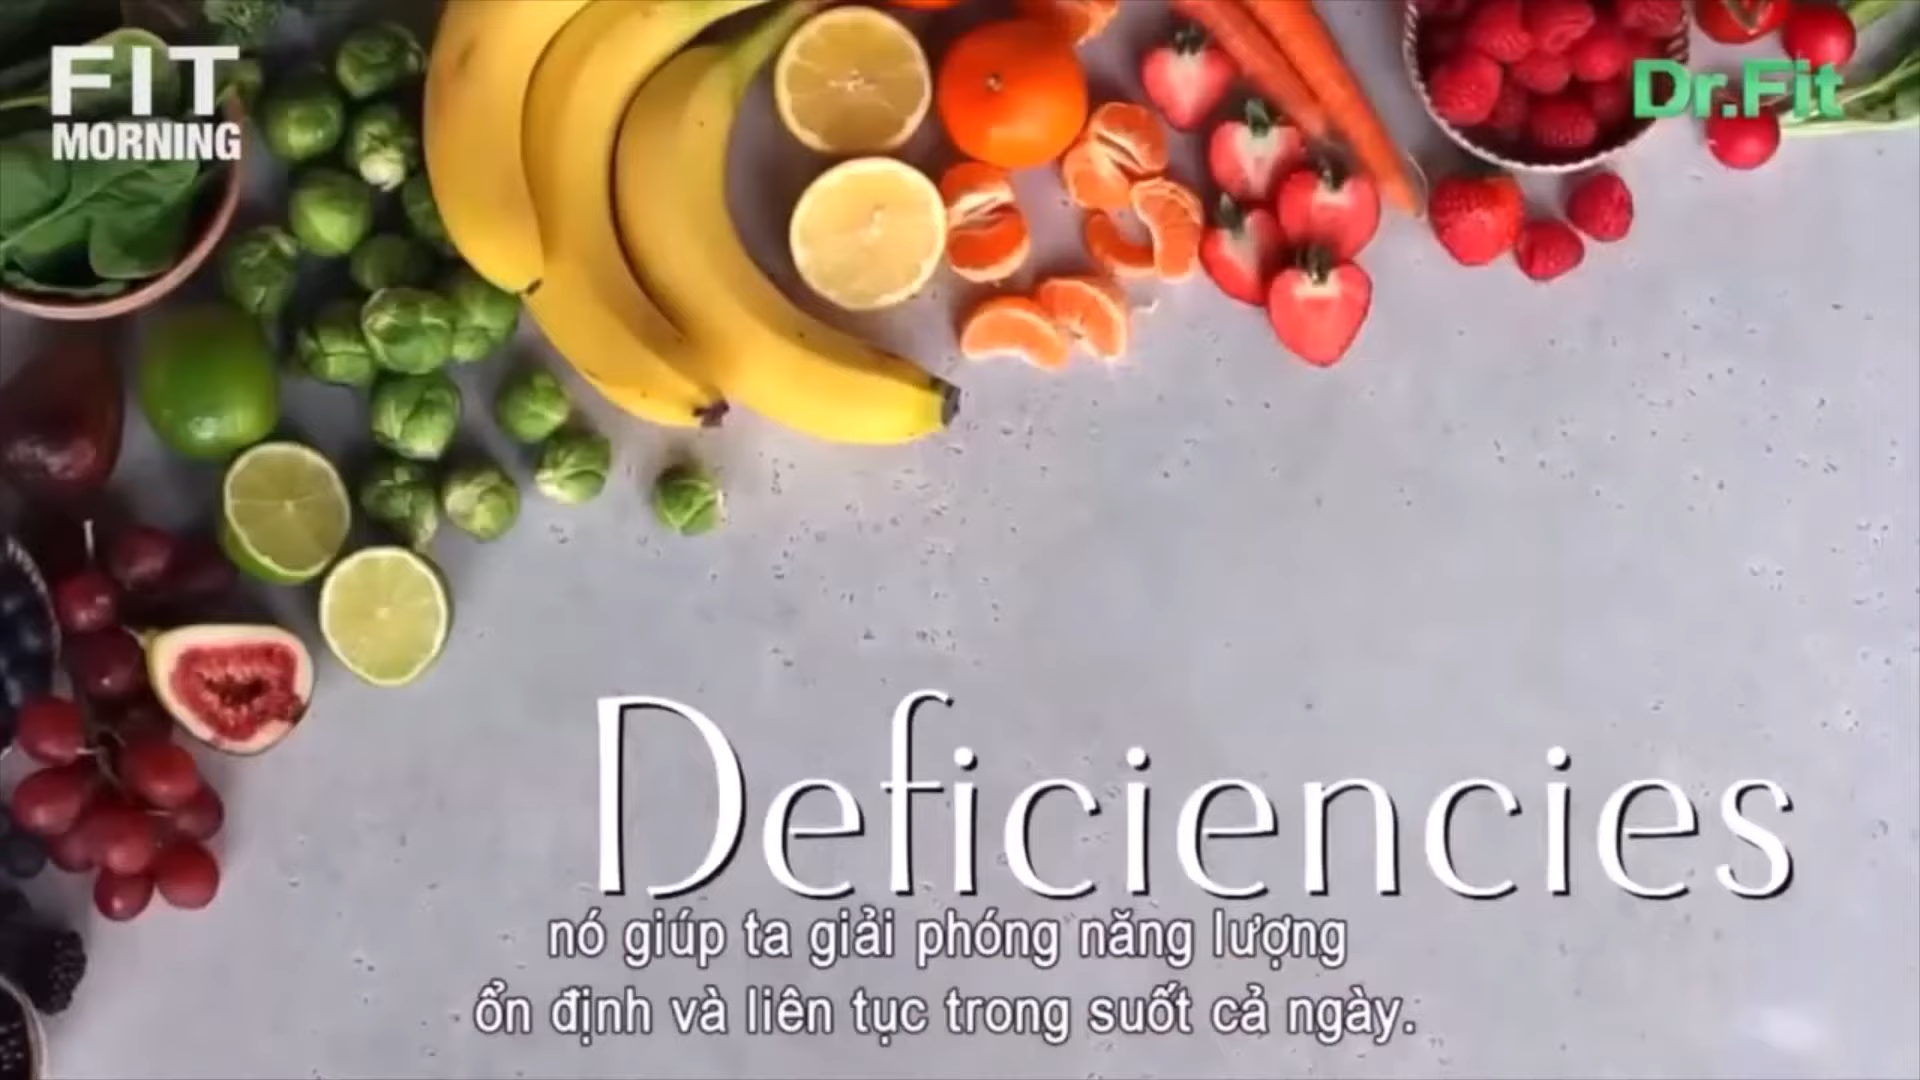 FIT
MORNING
Dr.Fit
Deficiencies
nó giúp ta giải phóng năng lượng
ổn định và liên tục trong suốt cả ngày.